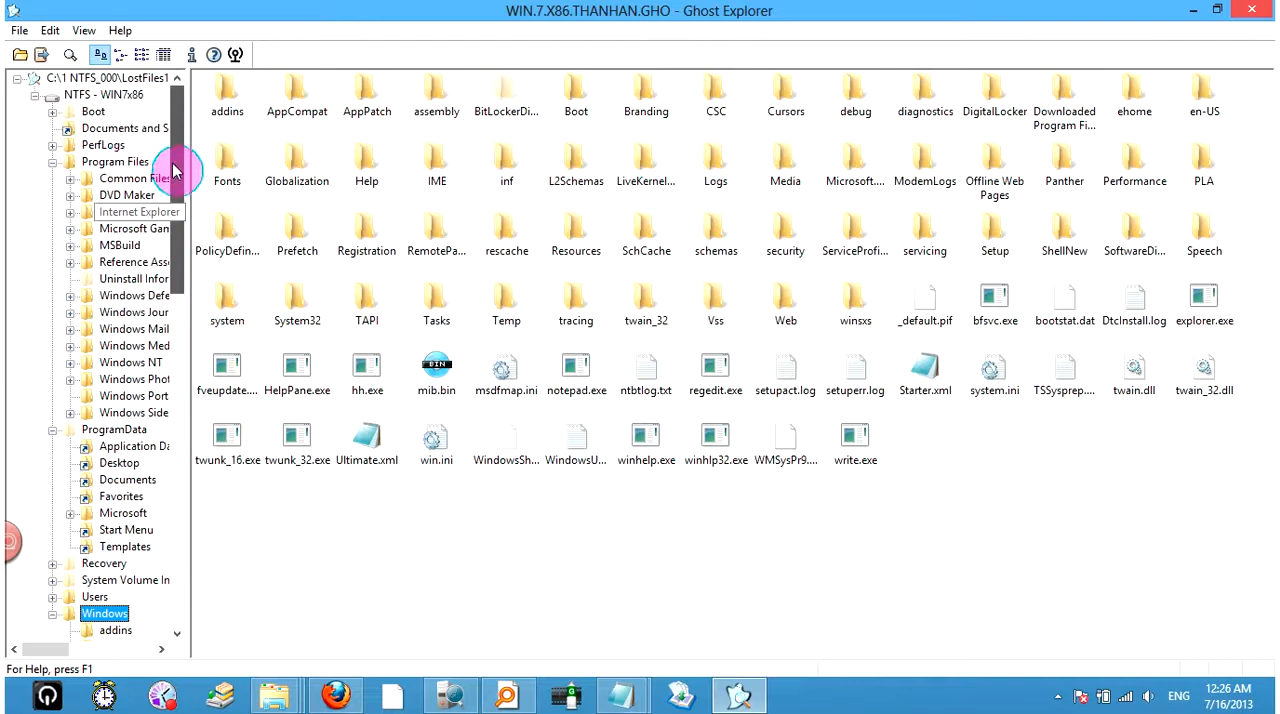 WIN.7.X86.THANHAN.GHO - Ghost Explorer
File Edit View Help
C:\1 NTFS_000\LostFiles1
NTFS - WIN7x86
Boot
Documents and S
PerfLogs
Program Files
Common Files
DVD Maker
Internet Explorer
Microsoft Gam
MSBuild
Reference Ass
Uninstall Infor
Windows Defe
Windows Jour
Windows Mail
Windows Med
Windows NT
Windows Phot
Windows Port
Windows Side
ProgramData
Application Da
Desktop
Documents
Favorites
Microsoft
Start Menu
Templates
Recovery
System Volume In
Users
Windows
addins
addins AppCompat AppPatch assembly BitLockerDri... Boot Branding CSC Cursors debug diagnostics DigitalLocker Downloaded Program Fi... ehome en-US
Fonts Globalization Help IME inf L2Schemas LiveKernel... Logs Media Microsoft.... ModemLogs Offline Web Pages Panther Performance PLA
PolicyDefin... Prefetch Registration RemotePa... rescache Resources SchCache schemas security ServiceProfi... servicing Setup ShellNew SoftwareDi... Speech
system System32 TAPI Tasks Temp tracing twain_32 Vss Web winsxs _default.pif bfsvc.exe bootstat.dat DtcInstall.log explorer.exe
fveupdate.... HelpPane.exe hh.exe mib.bin msdfmap.ini notepad.exe ntbtlog.txt regedit.exe setupact.log setuperr.log Starter.xml system.ini TSSysprep.... twain.dll twain_32.dll
twunk_16.exe twunk_32.exe Ultimate.xml win.ini WindowsSh... WindowsU... winhelp.exe winhlp32.exe WMSysPr9.... write.exe
For Help, press F1
ENG
12:26 AM
7/16/2013